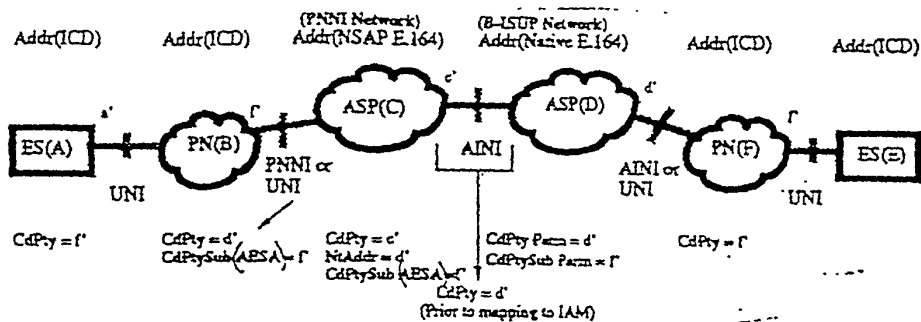 (PNNI Network)
(B-ISUP Network)
Addr(ICD)
Addr(ICD)
Addr(NSAP E.164)
Addr(Native E.164)
Addr(ICD)
Addr(ICD)
a'
f'
c'
d'
f'
ES(A)
PN(B)
ASP(C)
ASP(D)
PN(F)
ES(E)
UNI
PNNI or
UNI
AINI
AINI or
UNI
UNI
CdPty = f'
CdPty = d'
CdPtySub(AESA) = f'
CdPty = c'
NtAddr = d'
CdPtySub(AESA) = f'
CdPty Parm = d'
CdPtySub Parm = f'
CdPty = f'
CdPty = d'
(Prior to mapping to IAM)